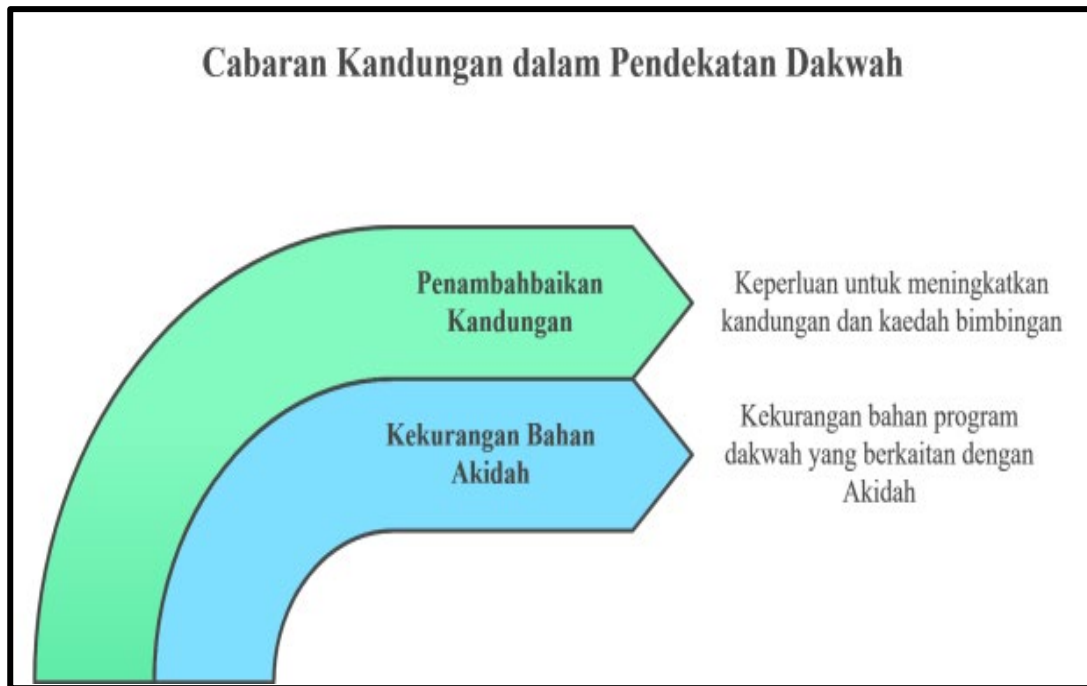 Cabaran Kandungan dalam Pendekatan Dakwah
Penambahbaikan
Kandungan
Keperluan untuk meningkatkan
kandungan dan kaedah bimbingan
Kekurangan Bahan
Akidah
Kekurangan bahan program
dakwah yang berkaitan dengan
Akidah